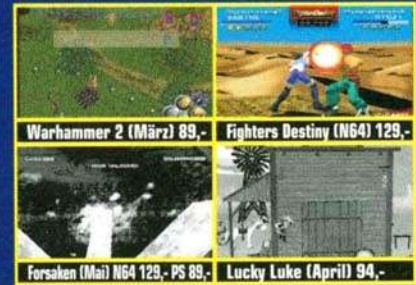 Warhammer 2 (März) 89,-
Fighters Destiny (N64) 129,-
Forsaken (Mai) N64 129,- PS 89,-
Lucky Luke (April) 94,-